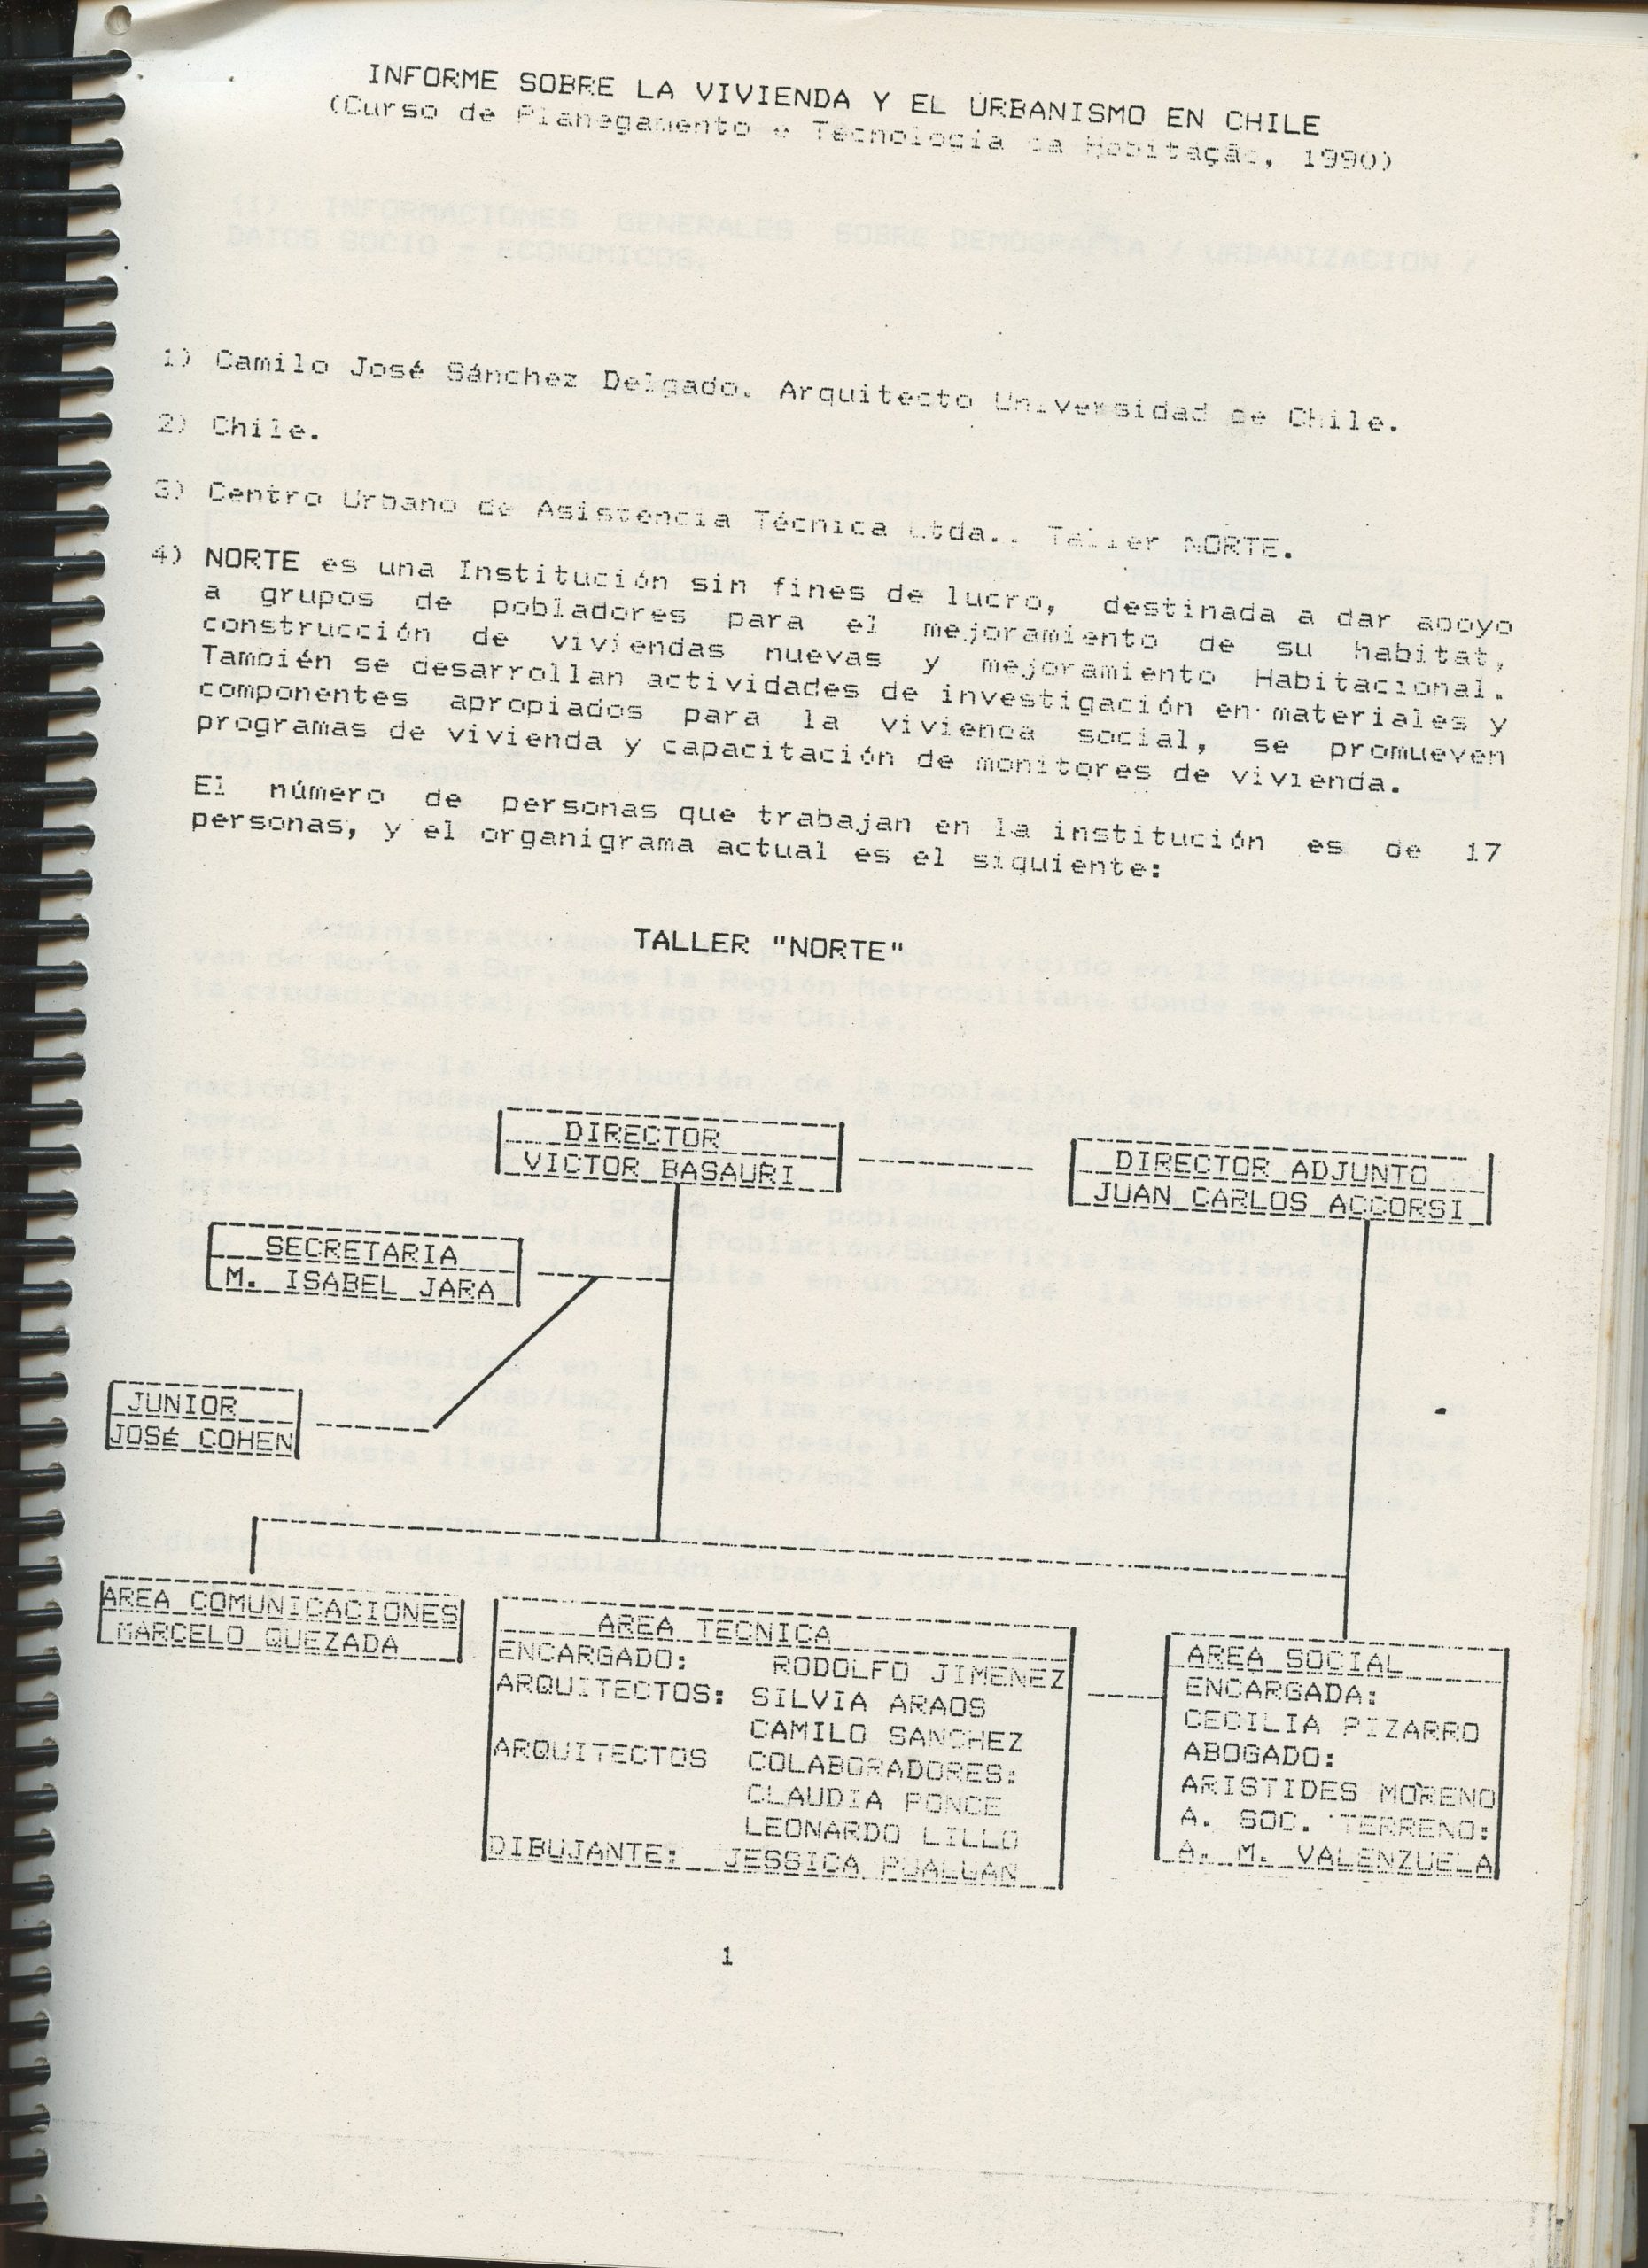 INFORME SOBRE LA VIVIENDA Y EL URBANISMO EN CHILE
(Curso de Planegamento e Tecnologia da Habitação, 1990)
1) Camilo José Sánchez Delgado. Arquitecto Universidad de Chile.
2) Chile.
3) Centro Urbano de Asistencia Técnica Ltda., Taller NORTE.
4) NORTE es una Institución sin fines de lucro, destinada a dar apoyo
a grupos de pobladores para el mejoramiento de su habitat,
construcción de viviendas nuevas y mejoramiento Habitacional.
También se desarrollan actividades de investigación en materiales y
componentes apropiados para la vivienda social, se promueven
programas de vivienda y capacitación de monitores de vivienda.
El número de personas que trabajan en la institución es de 17
personas, y el organigrama actual es el siguiente:
TALLER "NORTE"
DIRECTOR
VICTOR BASAURI
DIRECTOR ADJUNTO
JUAN CARLOS ACCORSI
SECRETARIA
M. ISABEL JARA
JUNIOR
JOSÉ COHEN
AREA COMUNICACIONES
MARCELO QUEZADA
AREA TECNICA
ENCARGADO: RODOLFO JIMENEZ
ARQUITECTOS: SILVIA ARAOS
CAMILO SANCHEZ
ARQUITECTOS COLABORADORES:
CLAUDIA PONCE
LEONARDO LILLO
DIBUJANTE: JESSICA
AREA SOCIAL
ENCARGADA:
CECILIA PIZARRO
ABOGADO:
ARISTIDES MORENO
A. SOC. TERRENO:
A. M. VALENZUELA
1